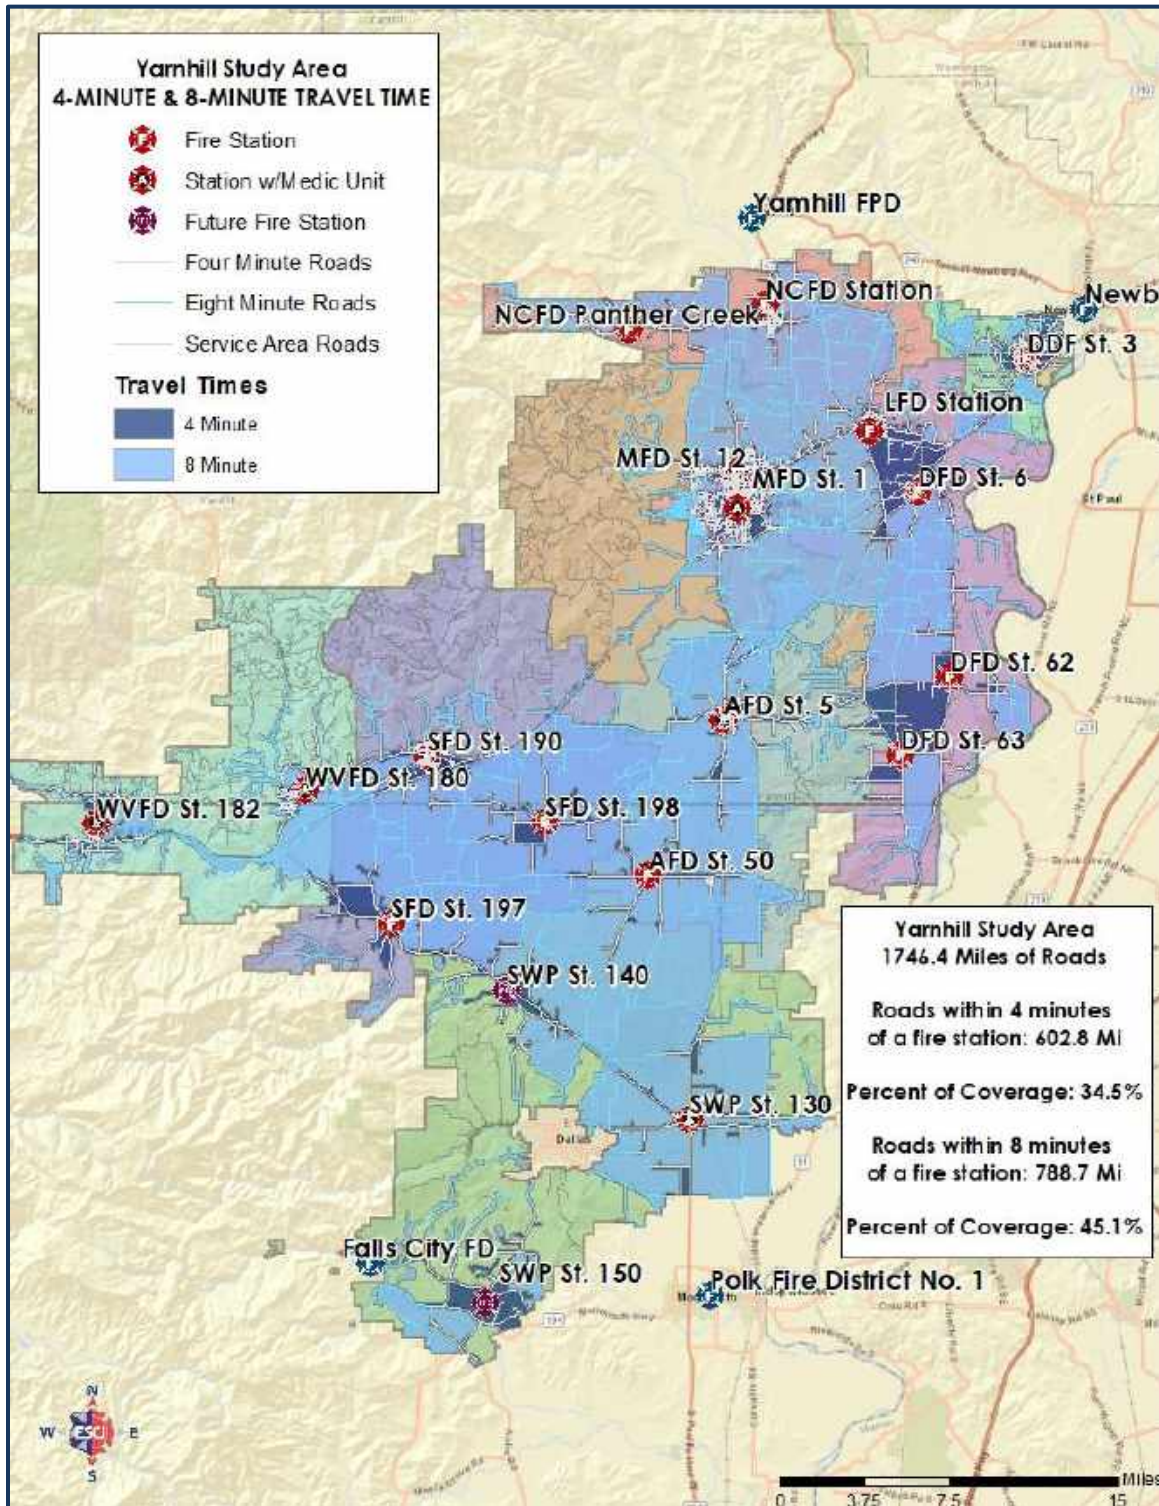 Yarnhill Study Area
4-MINUTE & 8-MINUTE TRAVEL TIME
Fire Station
Station w/Medic Unit
Future Fire Station
Four Minute Roads
Eight Minute Roads
Service Area Roads
Travel Times
4 Minute
8 Minute
Yamhill FPD
NCFD Station
Newb
NCFD Panther Creek
DDF St. 3
LFD Station
MFD St. 12
MFD St. 1
DFD St. 6
St Paul
DFD St. 62
AFD St. 5
DFD St. 63
SFD St. 190
WVFD St. 180
WVFD St. 182
SFD St. 198
AFD St. 50
SFD St. 197
SWP St. 140
SWP St. 130
Yarnhill Study Area
1746.4 Miles of Roads
Roads within 4 minutes
of a fire station: 602.8 Mi
Percent of Coverage: 34.5%
Roads within 8 minutes
of a fire station: 788.7 Mi
Percent of Coverage: 45.1%
Falls City FD
SWP St. 150
Polk Fire District No. 1
N
W
E
S
Miles
0 3.75 7.5 15